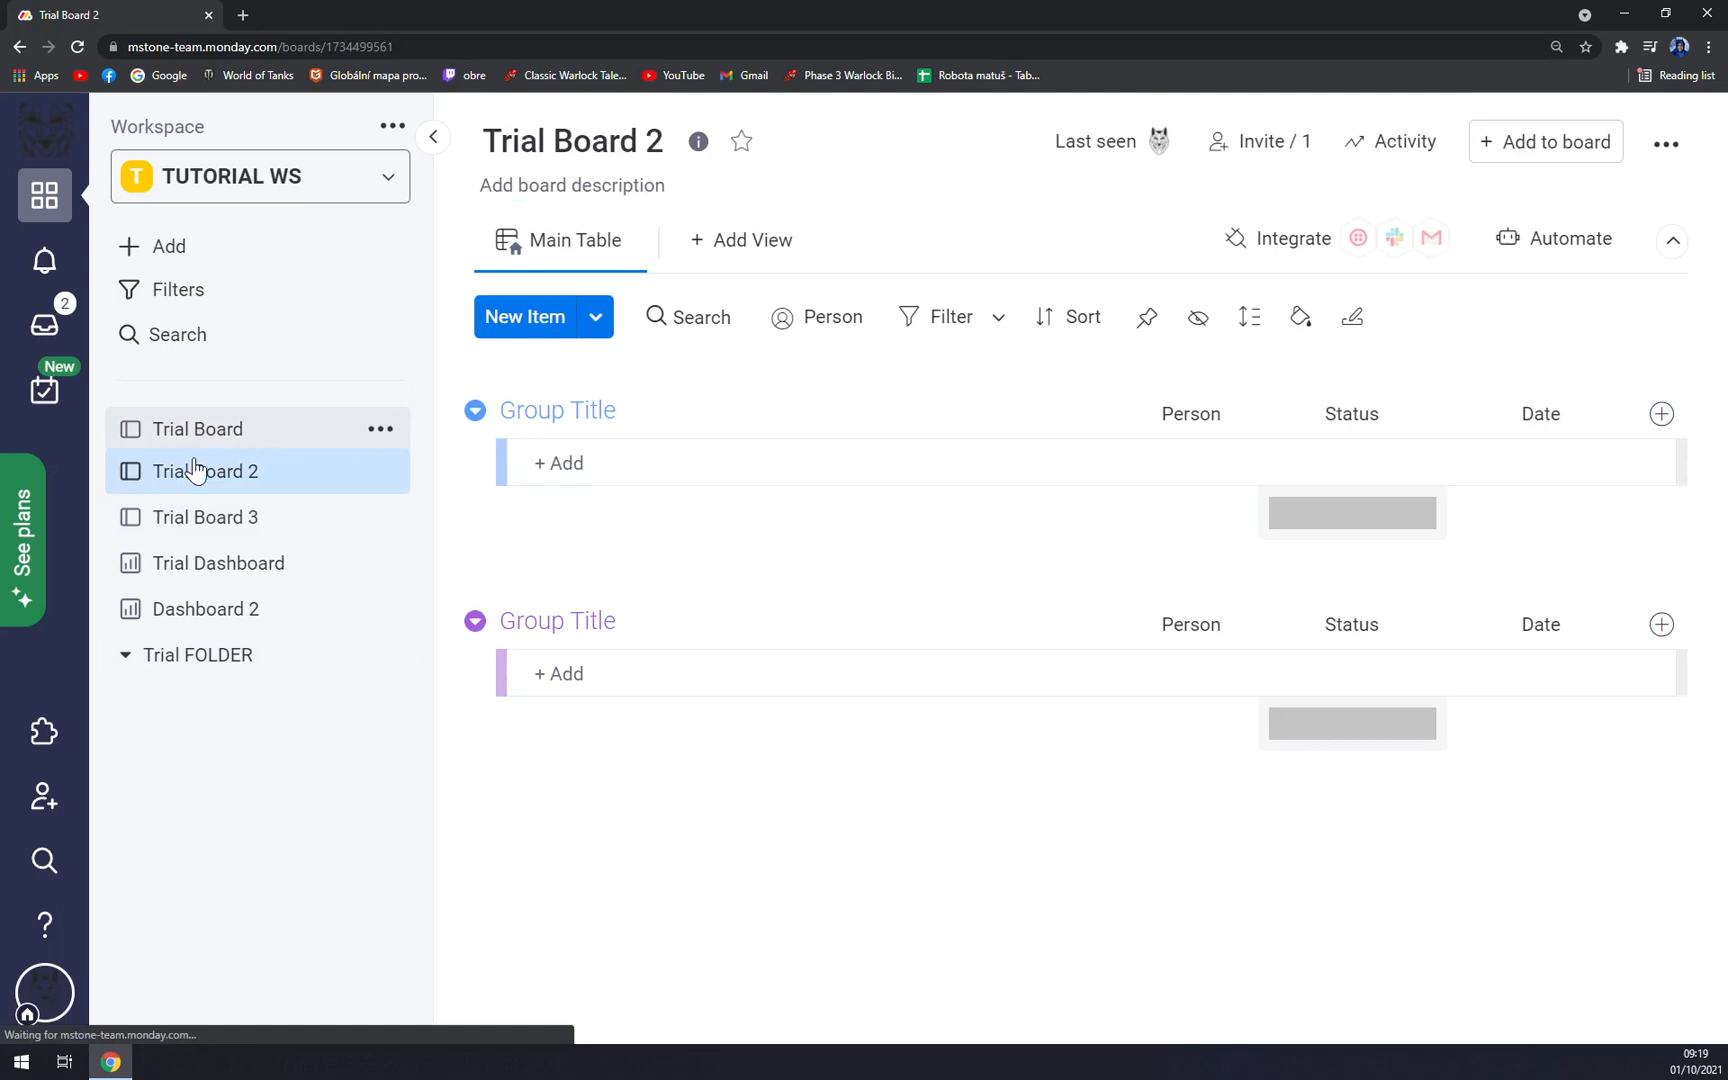 Trial Board 2
mstone-team.monday.com/boards/1734499561
Apps
Google
World of Tanks
Globální mapa pro...
obre
Classic Warlock Tale...
YouTube
Gmail
Phase 3 Warlock Bi...
Robota matuš - Tab...
Reading list
Workspace
T TUTORIAL WS
Add
Filters
Search
2
New
See plans
Trial Board
Trial Board 2
Trial Board 3
Trial Dashboard
Dashboard 2
Trial FOLDER
Trial Board 2
Last seen
Invite / 1
Activity
+ Add to board
Add board description
Main Table
+ Add View
Integrate
Automate
New Item
Search
Person
Filter
Sort
Group Title
Person
Status
Date
+ Add
Group Title
Person
Status
Date
+ Add
Waiting for mstone-team.monday.com...
09:19
01/10/2021